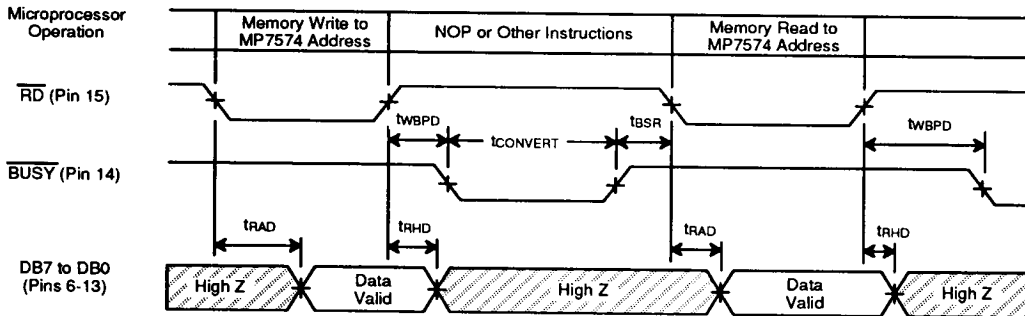 Microprocessor
Operation
Memory Write to
MP7574 Address
NOP or Other Instructions
Memory Read to
MP7574 Address
RD (Pin 15)
tWBPD
tCONVERT
tBSR
tWBPD
BUSY (Pin 14)
tRAD
tRHD
tRAD
tRHD
DB7 to DB0
(Pins 6-13)
High Z
Data
Valid
High Z
Data
Valid
High Z